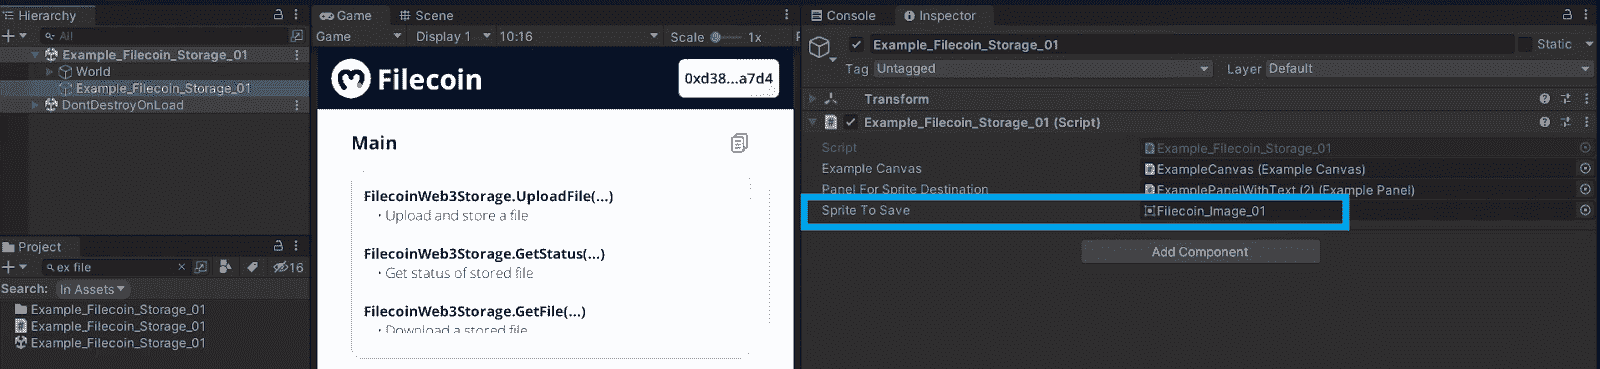 Hierarchy
All
Example_Filecoin_Storage_01
World
Example_Filecoin_Storage_01
DontDestroyOnLoad
Project
ex file
16
Search: In Assets
Example_Filecoin_Storage_01
Example_Filecoin_Storage_01
Example_Filecoin_Storage_01
Game Scene
Game Display 1 10:16 Scale 1x
Filecoin 0xd38...a7d4
Main
FilecoinWeb3Storage.UploadFile(...)
• Upload and store a file
FilecoinWeb3Storage.GetStatus(...)
• Get status of stored file
FilecoinWeb3Storage.GetFile(...)
• Download a stored file
Console Inspector
Example_Filecoin_Storage_01 Static
Tag Untagged Layer Default
Transform
Example_Filecoin_Storage_01 (Script)
Script Example_Filecoin_Storage_01
Example Canvas ExampleCanvas (Example Canvas)
Panel For Sprite Destination ExamplePanelWithText (2) (Example Panel)
Sprite To Save Filecoin_Image_01
Add Component